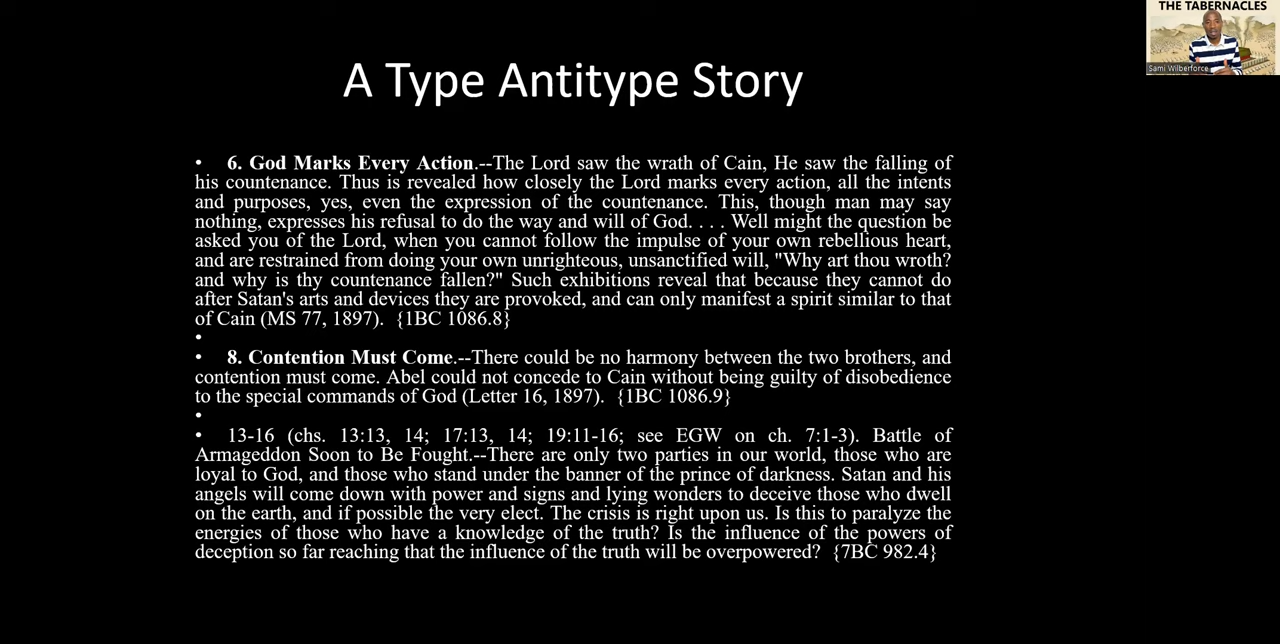 THE TABERNACLES
Sami Wilberforce
A Type Antitype Story
• 6. God Marks Every Action.--The Lord saw the wrath of Cain, He saw the falling of
his countenance. Thus is revealed how closely the Lord marks every action, all the intents
and purposes, yes, even the expression of the countenance. This, though man may say
nothing, expresses his refusal to do the way and will of God. . . . Well might the question be
asked you of the Lord, when you cannot follow the impulse of your own rebellious heart,
and are restrained from doing your own unrighteous, unsanctified will, "Why art thou wroth?
and why is thy countenance fallen?" Such exhibitions reveal that because they cannot do
after Satan's arts and devices they are provoked, and can only manifest a spirit similar to that
of Cain (MS 77, 1897). {1BC 1086.8}
•
• 8. Contention Must Come.--There could be no harmony between the two brothers, and
contention must come. Abel could not concede to Cain without being guilty of disobedience
to the special commands of God (Letter 16, 1897). {1BC 1086.9}
•
• 13-16 (chs. 13:13, 14; 17:13, 14; 19:11-16; see EGW on ch. 7:1-3). Battle of
Armageddon Soon to Be Fought.--There are only two parties in our world, those who are
loyal to God, and those who stand under the banner of the prince of darkness. Satan and his
angels will come down with power and signs and lying wonders to deceive those who dwell
on the earth, and if possible the very elect. The crisis is right upon us. Is this to paralyze the
energies of those who have a knowledge of the truth? Is the influence of the powers of
deception so far reaching that the influence of the truth will be overpowered? {7BC 982.4}